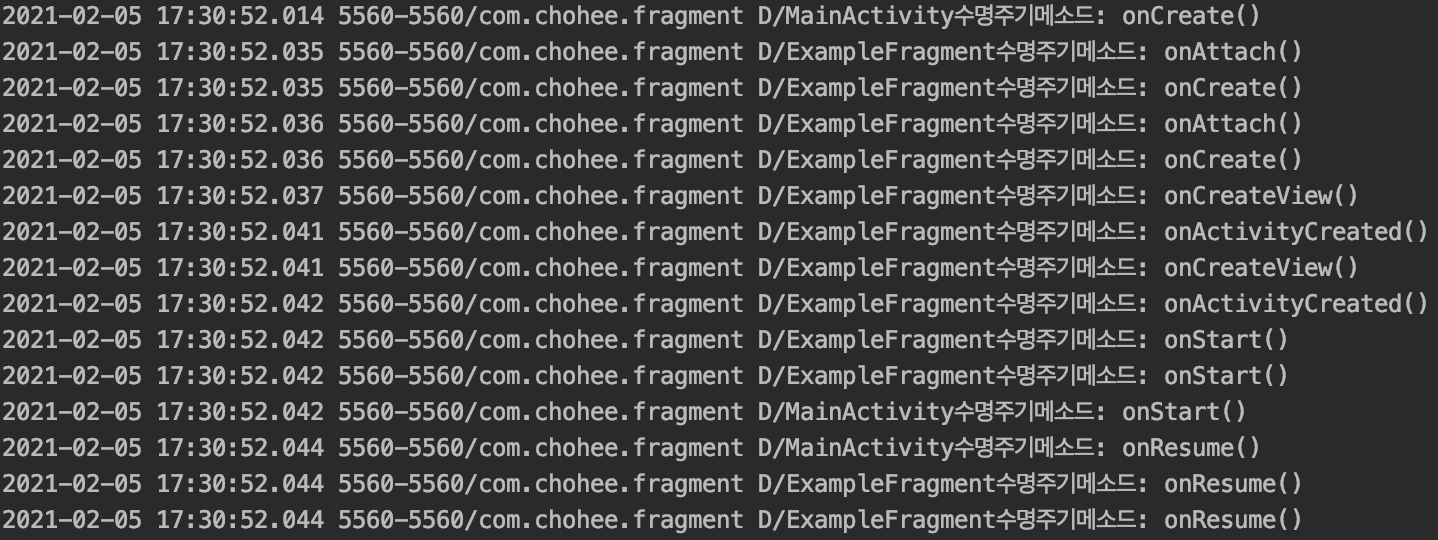 2021-02-05 17:30:52.014 5560-5560/com.chohee.fragment D/MainActivity수명주기메소드: onCreate()
2021-02-05 17:30:52.035 5560-5560/com.chohee.fragment D/ExampleFragment수명주기메소드: onAttach()
2021-02-05 17:30:52.035 5560-5560/com.chohee.fragment D/ExampleFragment수명주기메소드: onCreate()
2021-02-05 17:30:52.036 5560-5560/com.chohee.fragment D/ExampleFragment수명주기메소드: onAttach()
2021-02-05 17:30:52.036 5560-5560/com.chohee.fragment D/ExampleFragment수명주기메소드: onCreate()
2021-02-05 17:30:52.037 5560-5560/com.chohee.fragment D/ExampleFragment수명주기메소드: onCreateView()
2021-02-05 17:30:52.041 5560-5560/com.chohee.fragment D/ExampleFragment수명주기메소드: onActivityCreated()
2021-02-05 17:30:52.041 5560-5560/com.chohee.fragment D/ExampleFragment수명주기메소드: onCreateView()
2021-02-05 17:30:52.042 5560-5560/com.chohee.fragment D/ExampleFragment수명주기메소드: onActivityCreated()
2021-02-05 17:30:52.042 5560-5560/com.chohee.fragment D/ExampleFragment수명주기메소드: onStart()
2021-02-05 17:30:52.042 5560-5560/com.chohee.fragment D/ExampleFragment수명주기메소드: onStart()
2021-02-05 17:30:52.042 5560-5560/com.chohee.fragment D/MainActivity수명주기메소드: onStart()
2021-02-05 17:30:52.044 5560-5560/com.chohee.fragment D/MainActivity수명주기메소드: onResume()
2021-02-05 17:30:52.044 5560-5560/com.chohee.fragment D/ExampleFragment수명주기메소드: onResume()
2021-02-05 17:30:52.044 5560-5560/com.chohee.fragment D/ExampleFragment수명주기메소드: onResume()